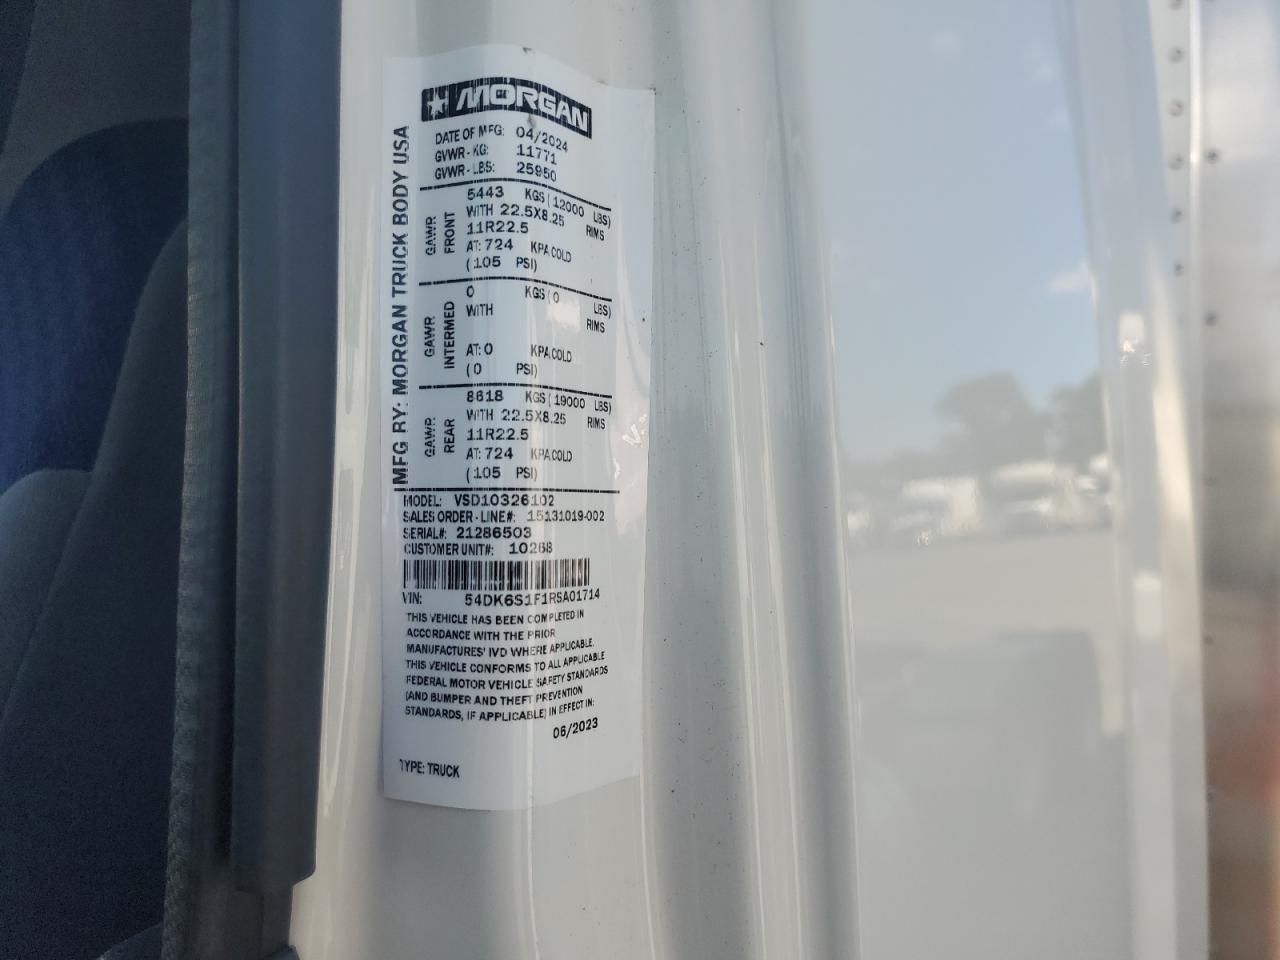 MORGAN
MFG BY: MORGAN TRUCK BODY USA
DATE OF MFG: 04/2024
GVWR - KG: 11771
GVWR - LBS: 25950
GAWR FRONT
5443 KGS ( 12000 LBS)
WITH 22.5X8.25 RIMS
11R22.5
AT: 724 KPA COLD
( 105 PSI)
GAWR INTERMED
0 KGS ( 0 LBS)
WITH RIMS
AT: 0 KPA COLD
( 0 PSI)
GAWR REAR
8618 KGS ( 19000 LBS)
WITH 22.5X8.25 RIMS
11R22.5
AT: 724 KPA COLD
( 105 PSI)
MODEL: VSD10326102
SALES ORDER - LINE#: 15131019-002
SERIAL#: 21286503
CUSTOMER UNIT#: 10268
VIN: 54DK6S1F1RSA01714
THIS VEHICLE HAS BEEN COMPLETED IN
ACCORDANCE WITH THE PRIOR
MANUFACTURES' IVD WHERE APPLICABLE.
THIS VEHICLE CONFORMS TO ALL APPLICABLE
FEDERAL MOTOR VEHICLE SAFETY STANDARDS
(AND BUMPER AND THEFT PREVENTION
STANDARDS, IF APPLICABLE) IN EFFECT IN:
06/2023
TYPE: TRUCK